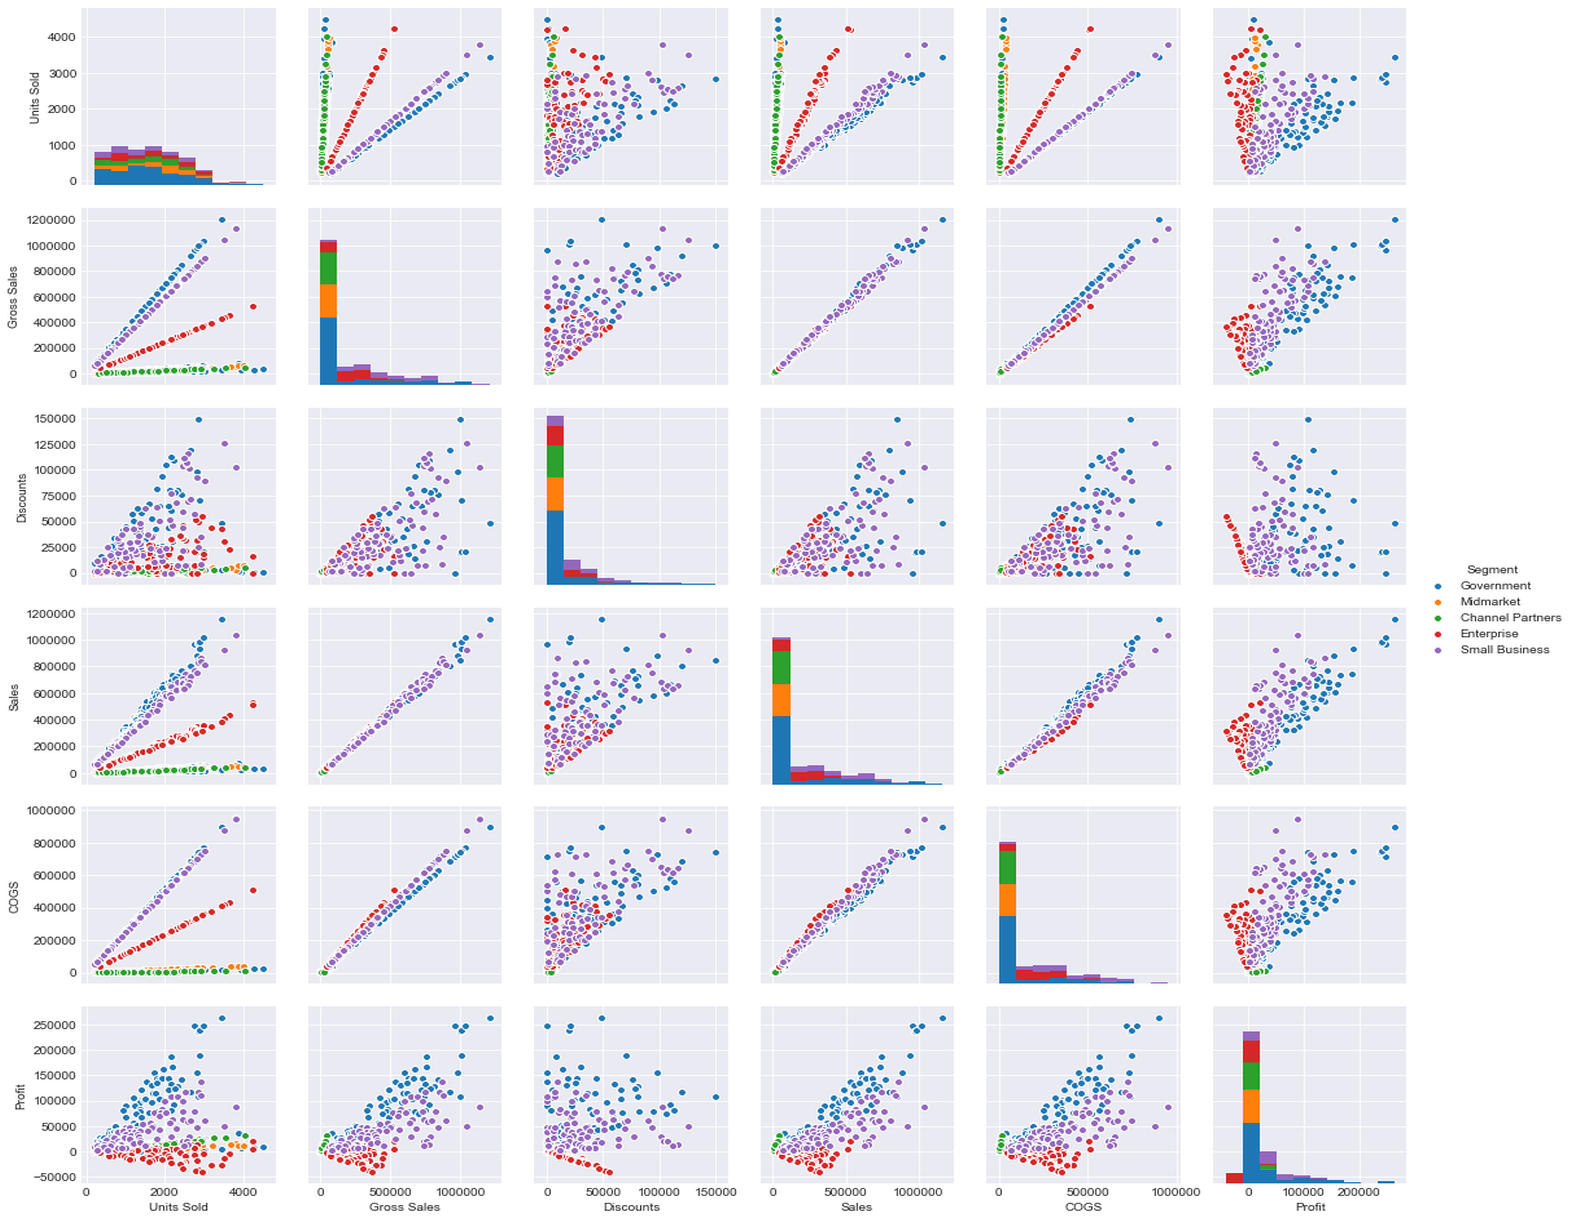 4000
3000
2000
1000
0
Units Sold
1200000
1000000
800000
600000
400000
200000
0
Gross Sales
150000
125000
100000
75000
50000
25000
0
Discounts
Segment
Government
Midmarket
Channel Partners
Enterprise
Small Business
1200000
1000000
800000
600000
400000
200000
0
Sales
1000000
800000
600000
400000
200000
0
COGS
250000
200000
150000
100000
50000
0
−50000
Profit
0 2000 4000 0 500000 1000000 0 50000 100000 150000 0 500000 1000000 0 500000 1000000 0 100000 200000
Units Sold Gross Sales Discounts Sales COGS Profit